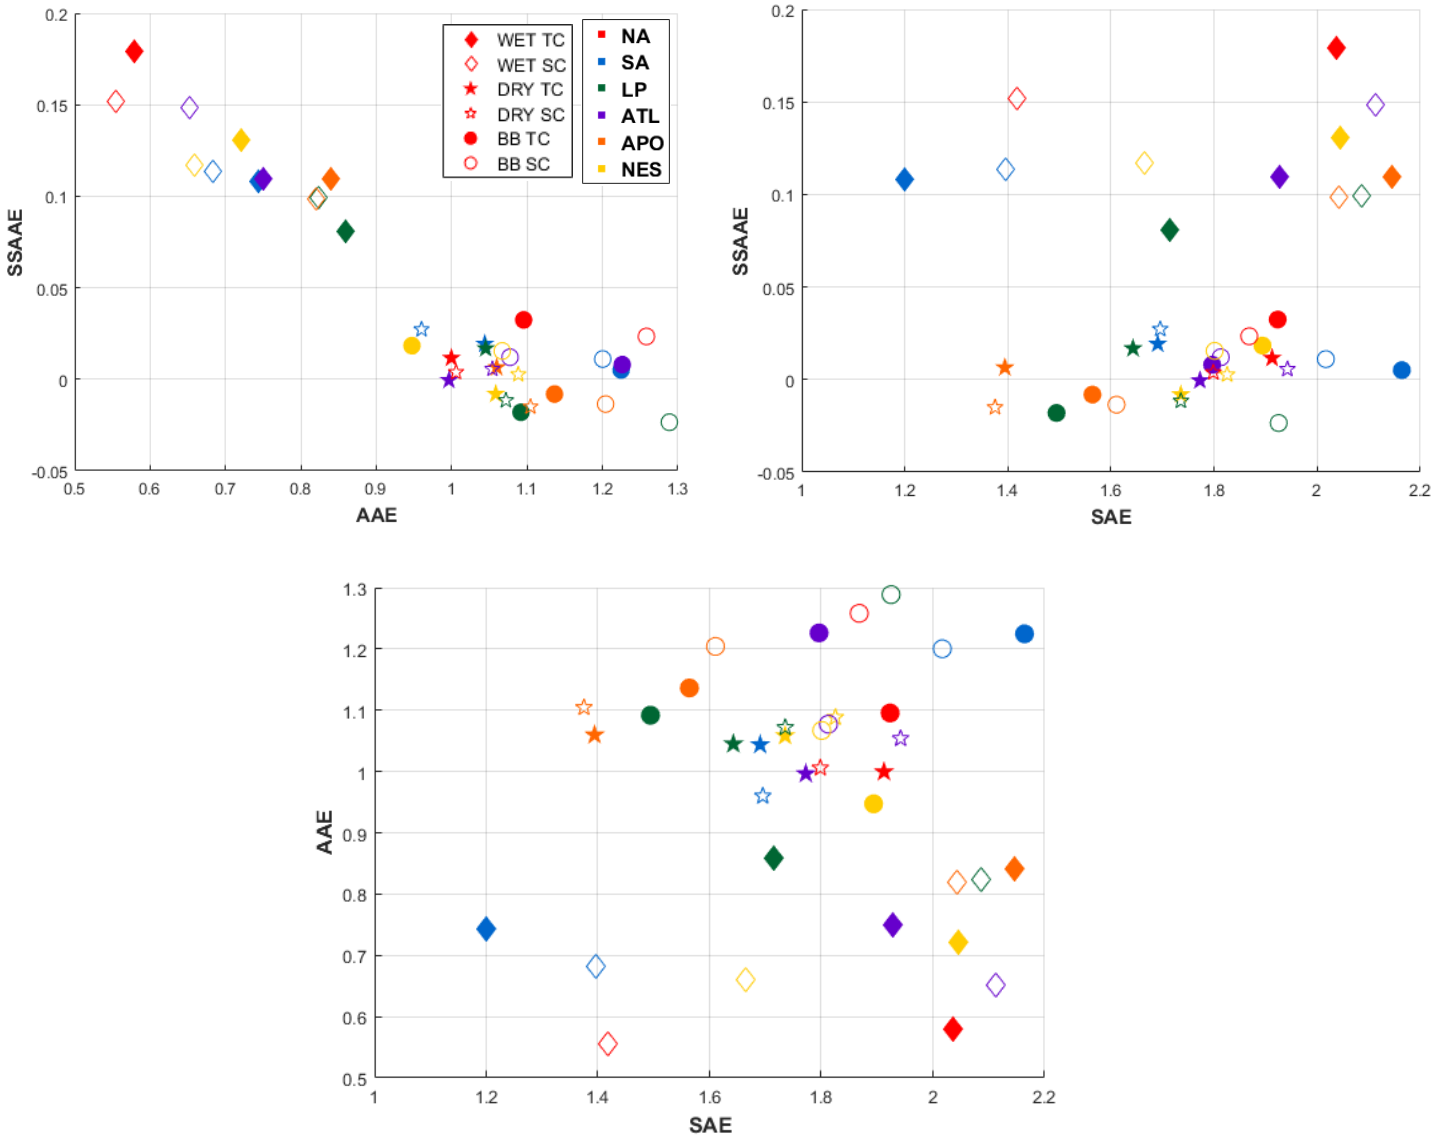 0.2
0.15
0.1
0.05
0
-0.05
SSAAE
0.5 0.6 0.7 0.8 0.9 1 1.1 1.2 1.3
AAE
WET TC
WET SC
DRY TC
DRY SC
BB TC
BB SC
NA
SA
LP
ATL
APO
NES
0.2
0.15
0.1
0.05
0
-0.05
SSAAE
1 1.2 1.4 1.6 1.8 2 2.2
SAE
1.3
1.2
1.1
1
0.9
0.8
0.7
0.6
0.5
AAE
1 1.2 1.4 1.6 1.8 2 2.2
SAE